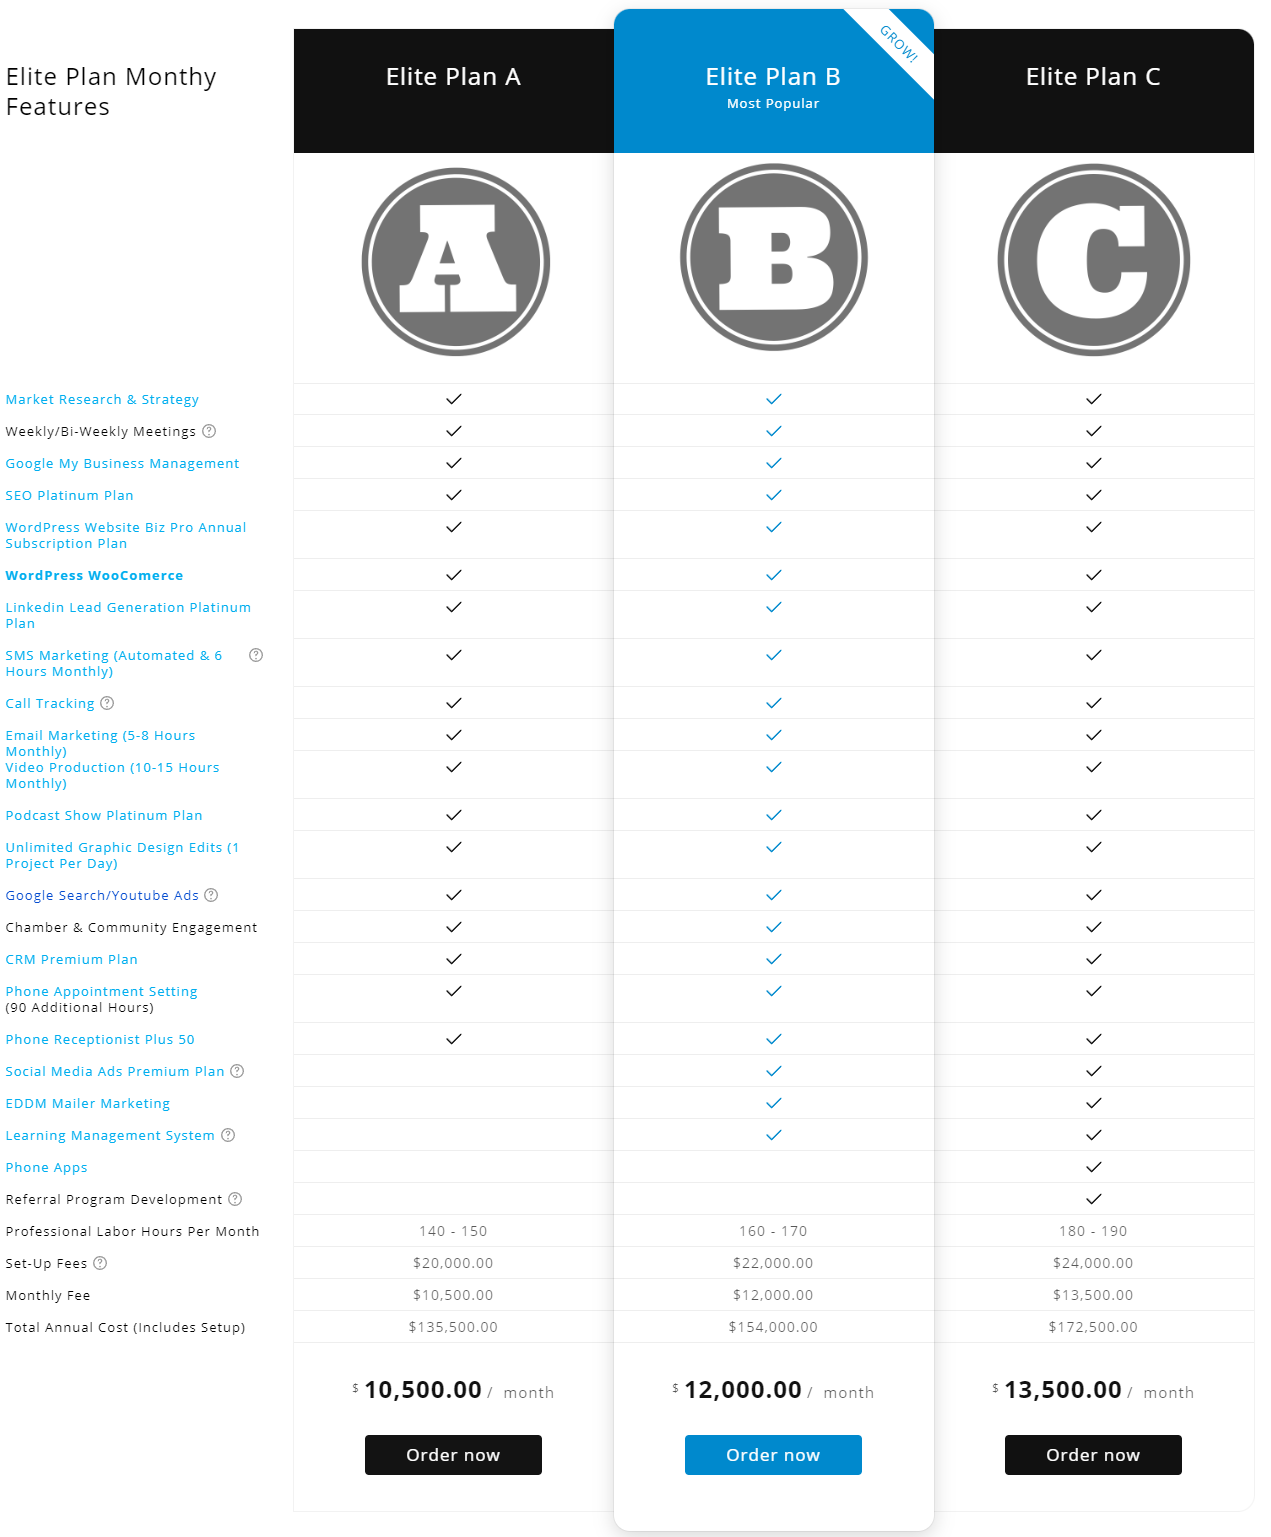 Elite Plan Monthy
Features
Elite Plan A
Elite Plan B
Most Popular
GROW!
Elite Plan C
A
B
C
Market Research & Strategy
Weekly/Bi-Weekly Meetings ?
Google My Business Management
SEO Platinum Plan
WordPress Website Biz Pro Annual
Subscription Plan
WordPress WooComerce
Linkedin Lead Generation Platinum
Plan
SMS Marketing (Automated & 6 ?
Hours Monthly)
Call Tracking ?
Email Marketing (5-8 Hours
Monthly)
Video Production (10-15 Hours
Monthly)
Podcast Show Platinum Plan
Unlimited Graphic Design Edits (1
Project Per Day)
Google Search/Youtube Ads ?
Chamber & Community Engagement
CRM Premium Plan
Phone Appointment Setting
(90 Additional Hours)
Phone Receptionist Plus 50
Social Media Ads Premium Plan ?
EDDM Mailer Marketing
Learning Management System ?
Phone Apps
Referral Program Development ?
Professional Labor Hours Per Month 140 - 150 160 - 170 180 - 190
Set-Up Fees ? $20,000.00 $22,000.00 $24,000.00
Monthly Fee $10,500.00 $12,000.00 $13,500.00
Total Annual Cost (Includes Setup) $135,500.00 $154,000.00 $172,500.00
$ 10,500.00 / month $ 12,000.00 / month $ 13,500.00 / month
Order now Order now Order now